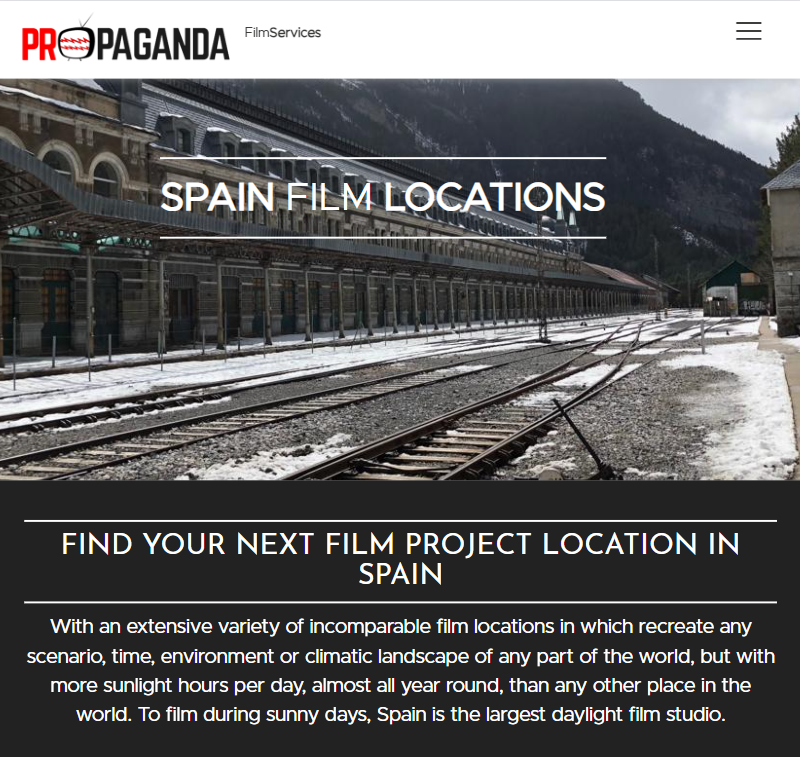 PROPAGANDA FilmServices
SPAIN FILM LOCATIONS
FIND YOUR NEXT FILM PROJECT LOCATION IN
SPAIN
With an extensive variety of incomparable film locations in which recreate any
scenario, time, environment or climatic landscape of any part of the world, but with
more sunlight hours per day, almost all year round, than any other place in the
world. To film during sunny days, Spain is the largest daylight film studio.